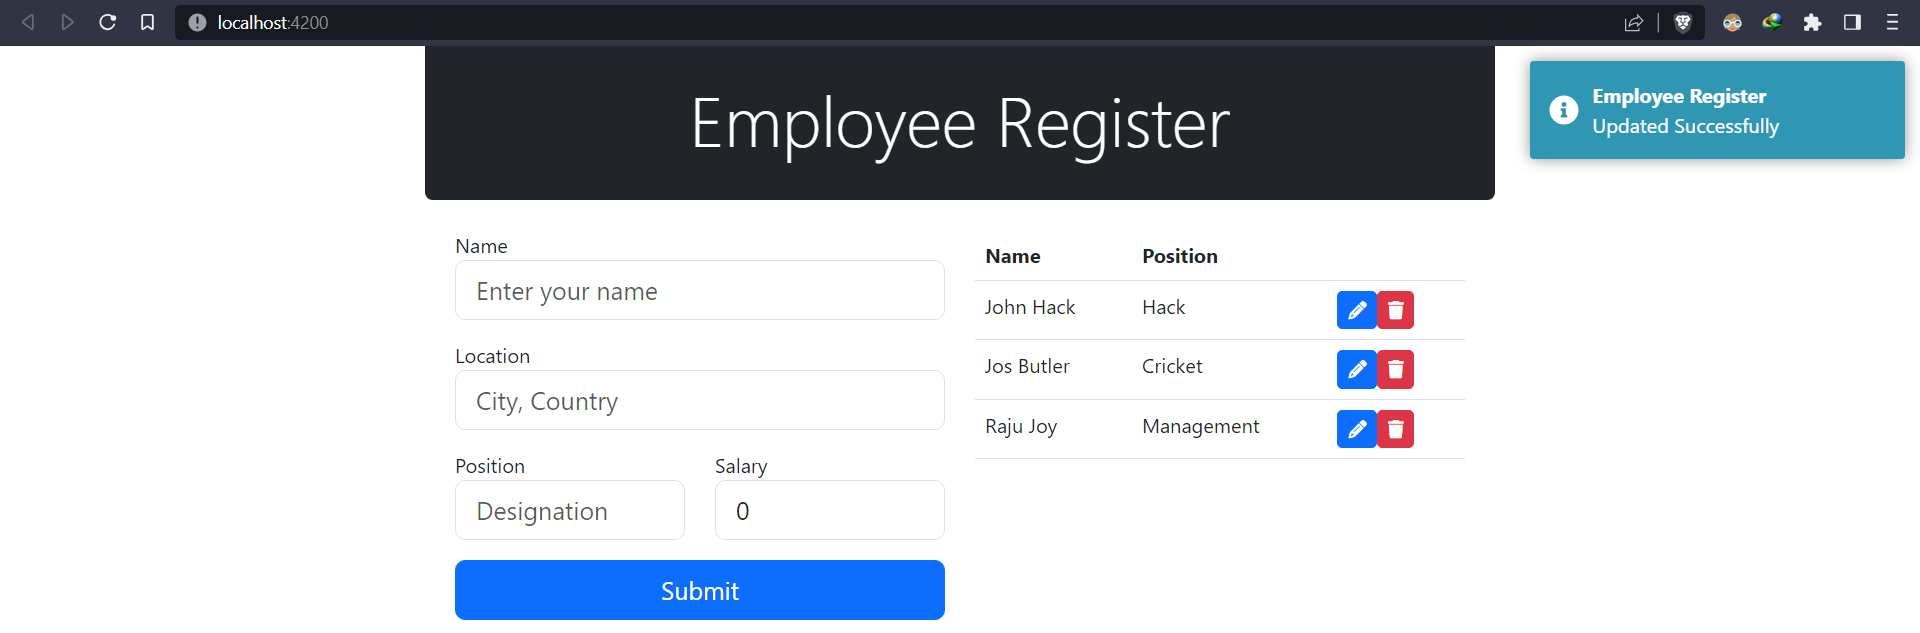 localhost:4200
Employee Register
Employee Register
Updated Successfully
Name
Enter your name
Location
City, Country
Position
Salary
Designation
0
Submit
Name Position
John Hack Hack
Jos Butler Cricket
Raju Joy Management